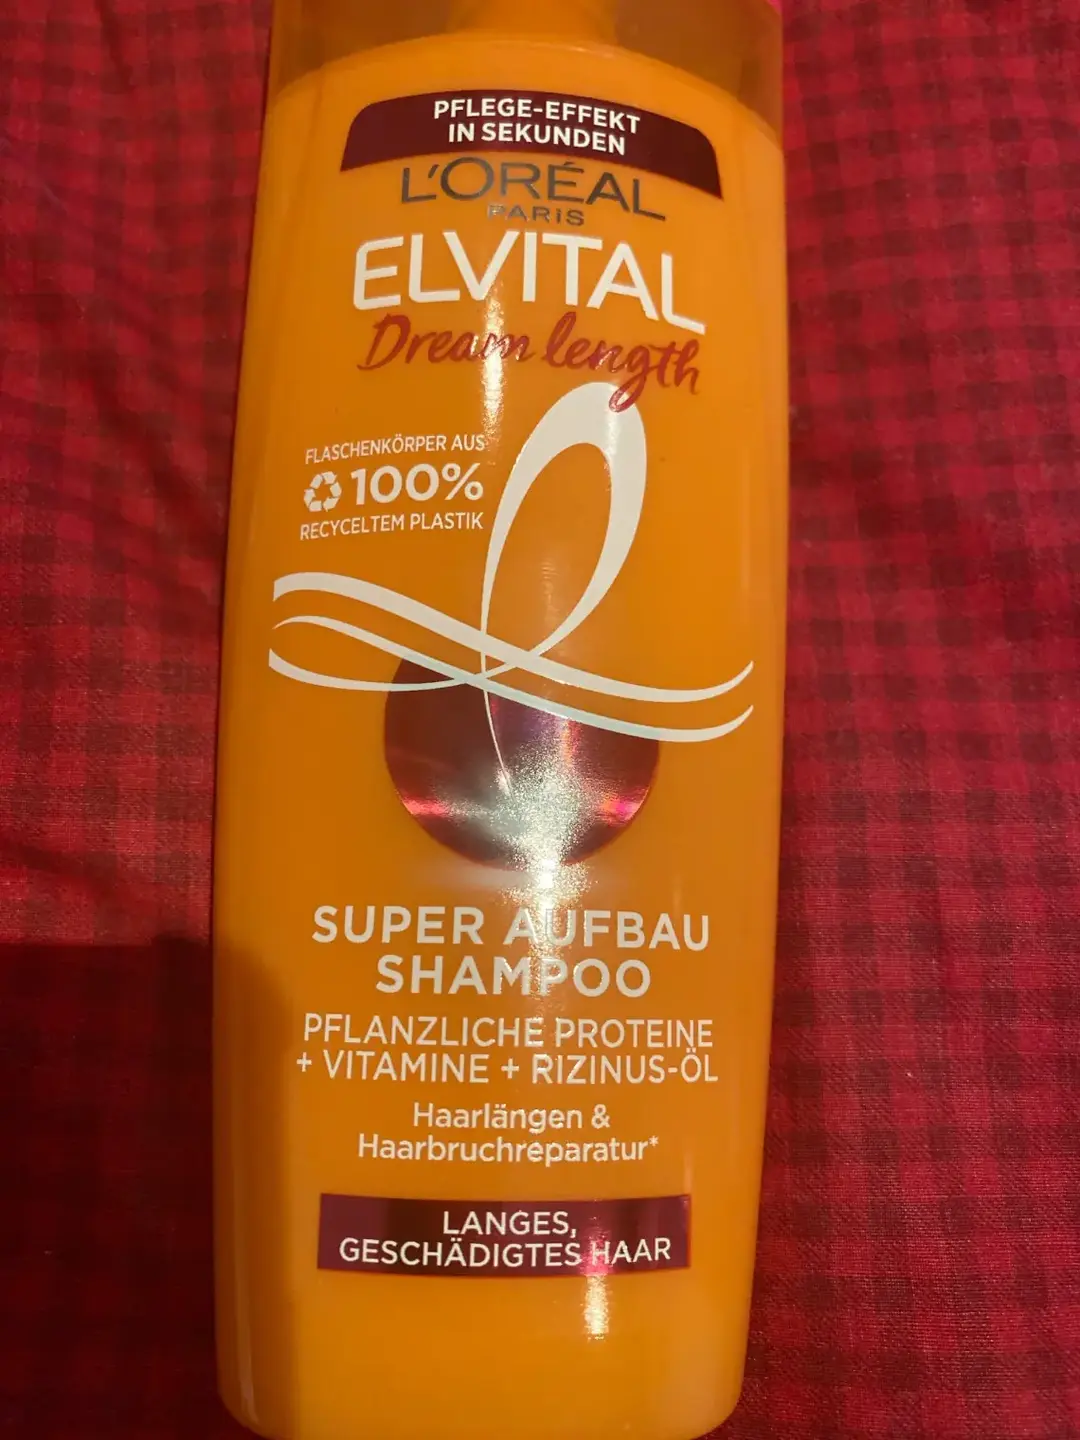 PFLEGE-EFFEKT
IN SEKUNDEN
L'ORÉAL
PARIS
ELVITAL
Dream length
FLASCHENKÖRPER AUS
100%
RECYCELTEM PLASTIK
SUPER AUFBAU
SHAMPOO
PFLANZLICHE PROTEINE
+ VITAMINE + RIZINUS-ÖL
Haarlängen &
Haarbruchreparatur*
LANGES,
GESCHÄDIGTES HAAR